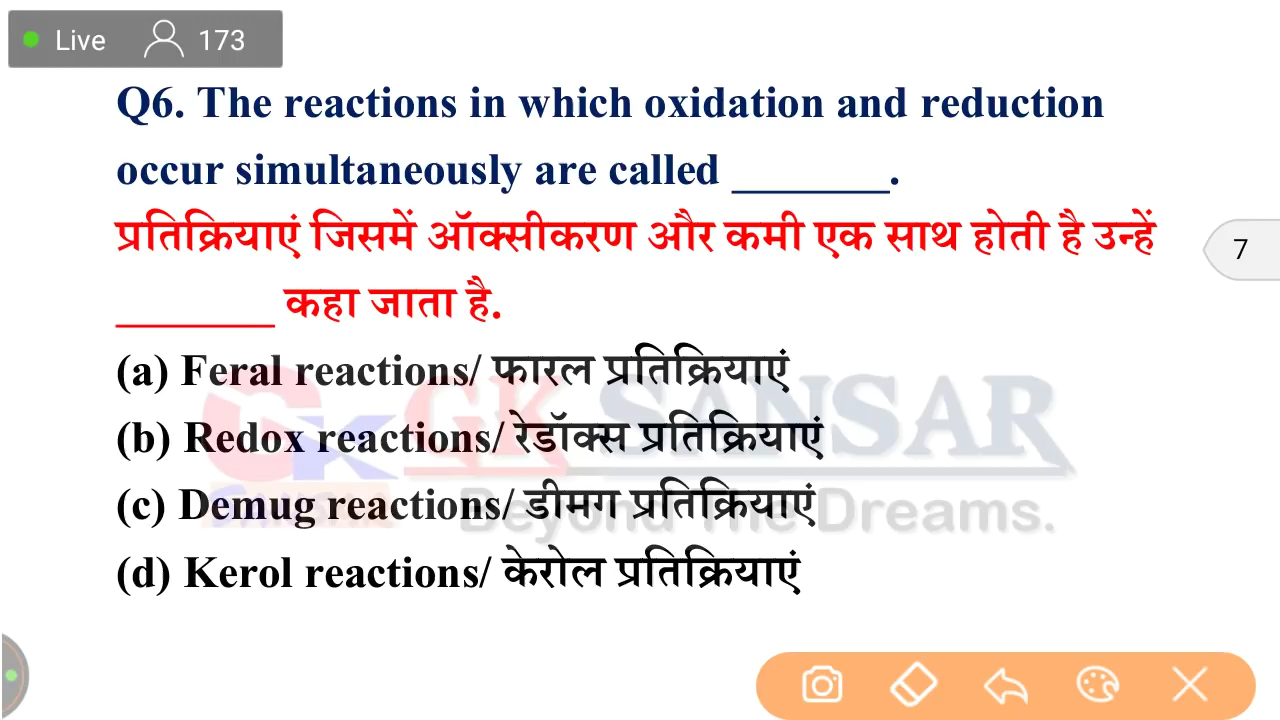 Live 173
Q6. The reactions in which oxidation and reduction
occur simultaneously are called _______.
प्रतिक्रियाएं जिसमें ऑक्सीकरण और कमी एक साथ होती है उन्हें
_______ कहा जाता है.
7
(a) Feral reactions/ फारल प्रतिक्रियाएं
(b) Redox reactions/ रेडॉक्स प्रतिक्रियाएं
(c) Demug reactions/ डीमग प्रतिक्रियाएं
(d) Kerol reactions/ केरोल प्रतिक्रियाएं
GK SANSAR
Beyond The Dreams.